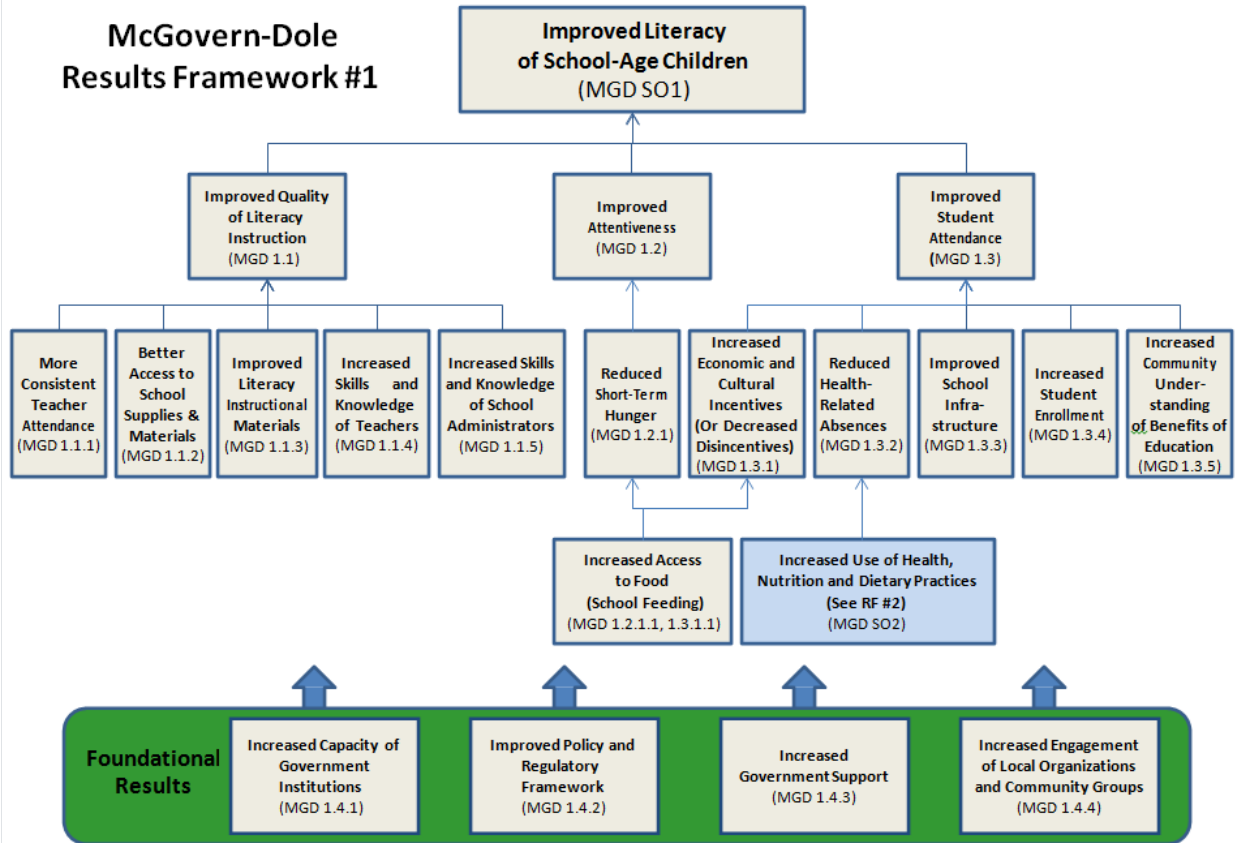 McGovern-Dole
Results Framework #1
Improved Literacy
of School-Age Children
(MGD SO1)
Improved Quality
of Literacy
Instruction
(MGD 1.1)
Improved
Attentiveness
(MGD 1.2)
Improved
Student
Attendance
(MGD 1.3)
More
Consistent
Teacher
Attendance
(MGD 1.1.1)
Better
Access to
School
Supplies &
Materials
(MGD 1.1.2)
Improved
Literacy
Instructional
Materials
(MGD 1.1.3)
Increased
Skills and
Knowledge
of Teachers
(MGD 1.1.4)
Increased Skills
and Knowledge
of School
Administrators
(MGD 1.1.5)
Reduced
Short-Term
Hunger
(MGD 1.2.1)
Increased
Economic and
Cultural
Incentives
(Or Decreased
Disincentives)
(MGD 1.3.1)
Reduced
Health-
Related
Absences
(MGD 1.3.2)
Improved
School
Infra-
structure
(MGD 1.3.3)
Increased
Student
Enrollment
(MGD 1.3.4)
Increased
Community
Under-
standing
of Benefits of
Education
(MGD 1.3.5)
Increased Access
to Food
(School Feeding)
(MGD 1.2.1.1, 1.3.1.1)
Increased Use of Health,
Nutrition and Dietary Practices
(See RF #2)
(MGD SO2)
Foundational
Results
Increased Capacity of
Government
Institutions
(MGD 1.4.1)
Improved Policy and
Regulatory
Framework
(MGD 1.4.2)
Increased
Government Support
(MGD 1.4.3)
Increased Engagement
of Local Organizations
and Community Groups
(MGD 1.4.4)